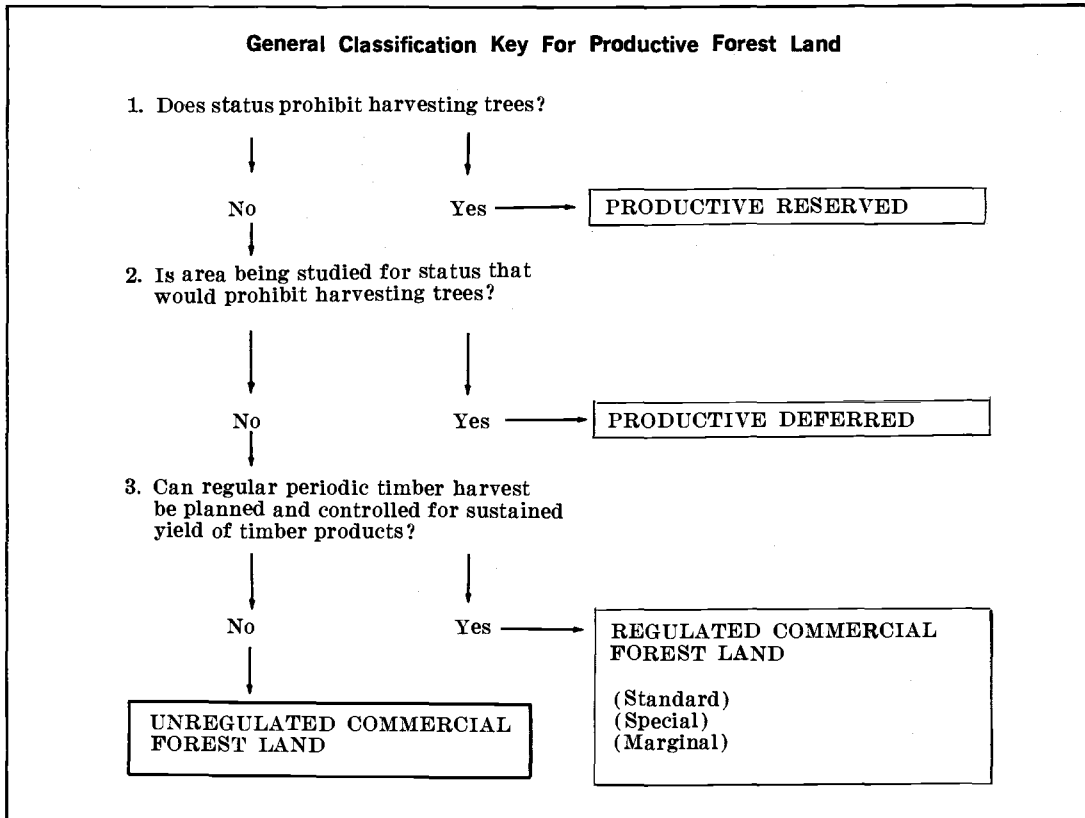 General Classification Key For Productive Forest Land
1. Does status prohibit harvesting trees?
No
Yes
PRODUCTIVE RESERVED
2. Is area being studied for status that
would prohibit harvesting trees?
No
Yes
PRODUCTIVE DEFERRED
3. Can regular periodic timber harvest
be planned and controlled for sustained
yield of timber products?
No
Yes
REGULATED COMMERCIAL
FOREST LAND
(Standard)
(Special)
(Marginal)
UNREGULATED COMMERCIAL
FOREST LAND